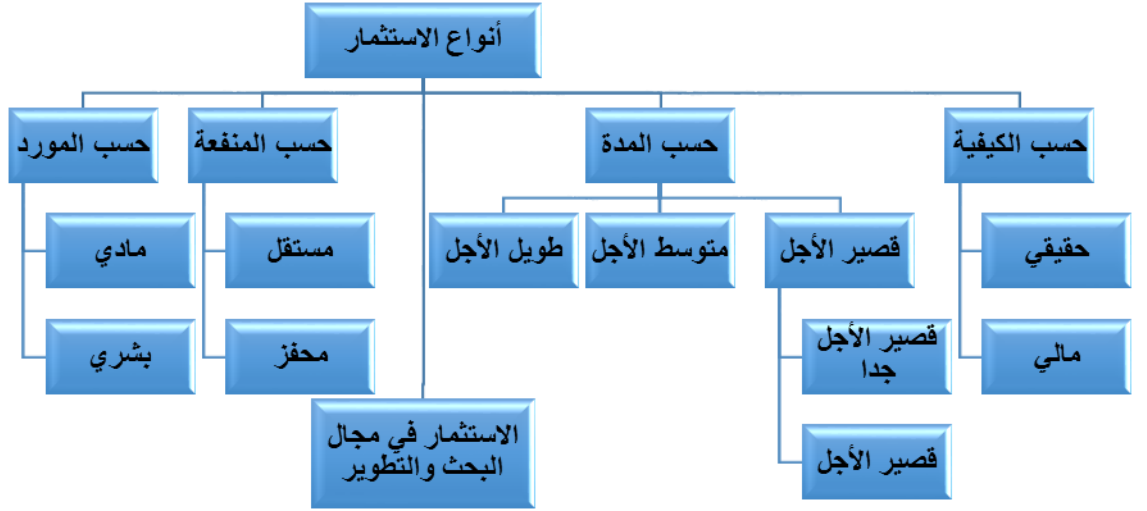 أنواع الاستثمار
حسب الكيفية
حسب المدة
حسب المنفعة
حسب المورد
حقيقي
مالي
قصير الأجل
متوسط الأجل
طويل الأجل
قصير الأجل
جدا
قصير الأجل
مستقل
محفز
مادي
بشري
الاستثمار في مجال
البحث والتطوير